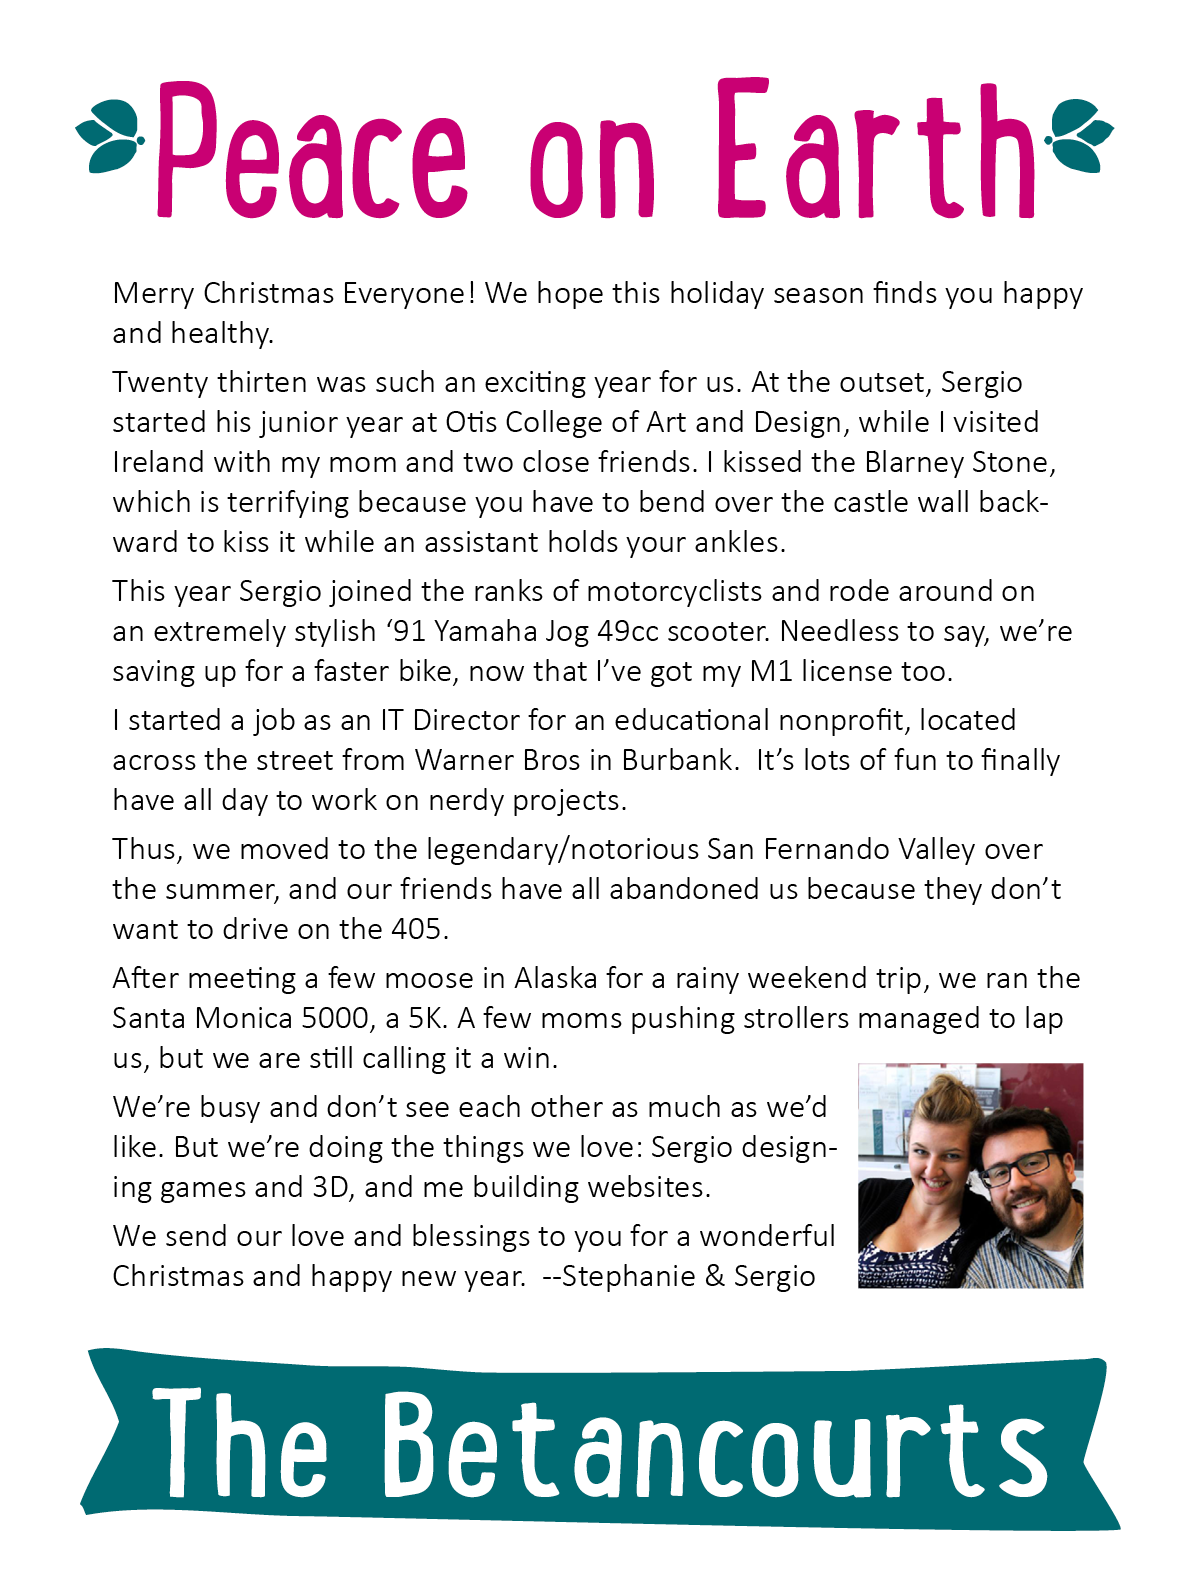 Peace on Earth
Merry Christmas Everyone! We hope this holiday season finds you happy
and healthy.
Twenty thirten was such an exciting year for us. At the outset, Sergio
started his junior year at Otis College of Art and Design, while I visited
Ireland with my mom and two close friends. I kissed the Blarney Stone,
which is terrifying because you have to bend over the castle wall back-
ward to kiss it while an assistant holds your ankles.
This year Sergio joined the ranks of motorcyclists and rode around on
an extremely stylish ‘91 Yamaha Jog 49cc scooter. Needless to say, we’re
saving up for a faster bike, now that I’ve got my M1 license too.
I started a job as an IT Director for an educational nonprofit, located
across the street from Warner Bros in Burbank.  It’s lots of fun to finally
have all day to work on nerdy projects.
Thus, we moved to the legendary/notorious San Fernando Valley over
the summer, and our friends have all abandoned us because they don’t
want to drive on the 405.
After meeting a few moose in Alaska for a rainy weekend trip, we ran the
Santa Monica 5000, a 5K. A few moms pushing strollers managed to lap
us, but we are still calling it a win.
We’re busy and don’t see each other as much as we’d
like. But we’re doing the things we love: Sergio design-
ing games and 3D, and me building websites.
We send our love and blessings to you for a wonderful
Christmas and happy new year.  --Stephanie & Sergio
The Betancourts